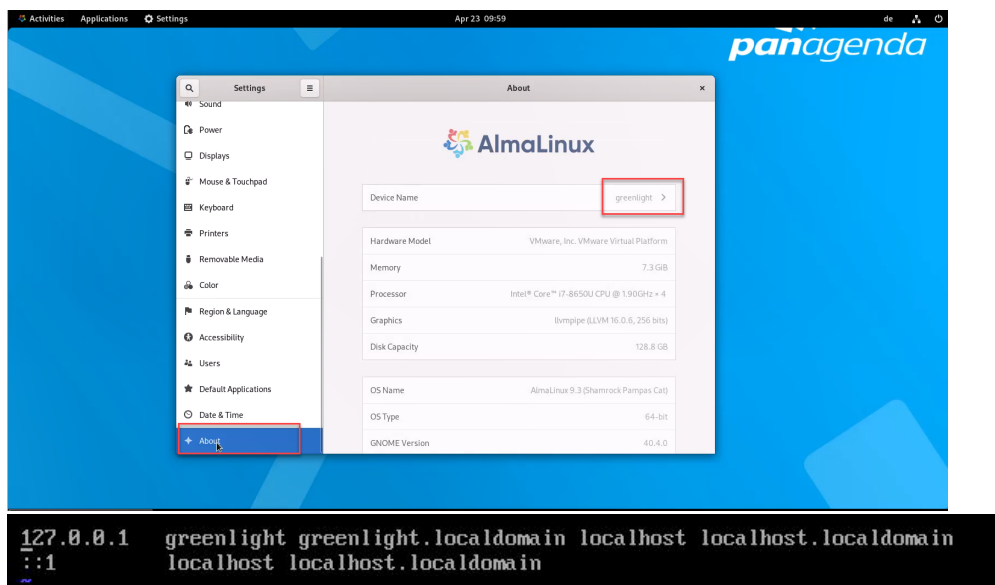 Activities Applications Settings Apr 23 09:59 de
panagenda
Settings About
Sound
Power
Displays
Mouse & Touchpad
Keyboard
Printers
Removable Media
Color
Region & Language
Accessibility
Users
Default Applications
Date & Time
About
AlmaLinux
Device Name greenlight
Hardware Model VMware, Inc. VMware Virtual Platform
Memory 7.3 GiB
Processor Intel® Core™ i7-8650U CPU @ 1.90GHz × 4
Graphics llvmpipe (LLVM 16.0.6, 256 bits)
Disk Capacity 128.8 GB
OS Name AlmaLinux 9.3 (Shamrock Pampas Cat)
OS Type 64-bit
GNOME Version 40.4.0
127.0.0.1 greenlight greenlight.localdomain localhost localhost.localdomain
::1 localhost localhost.localdomain
~